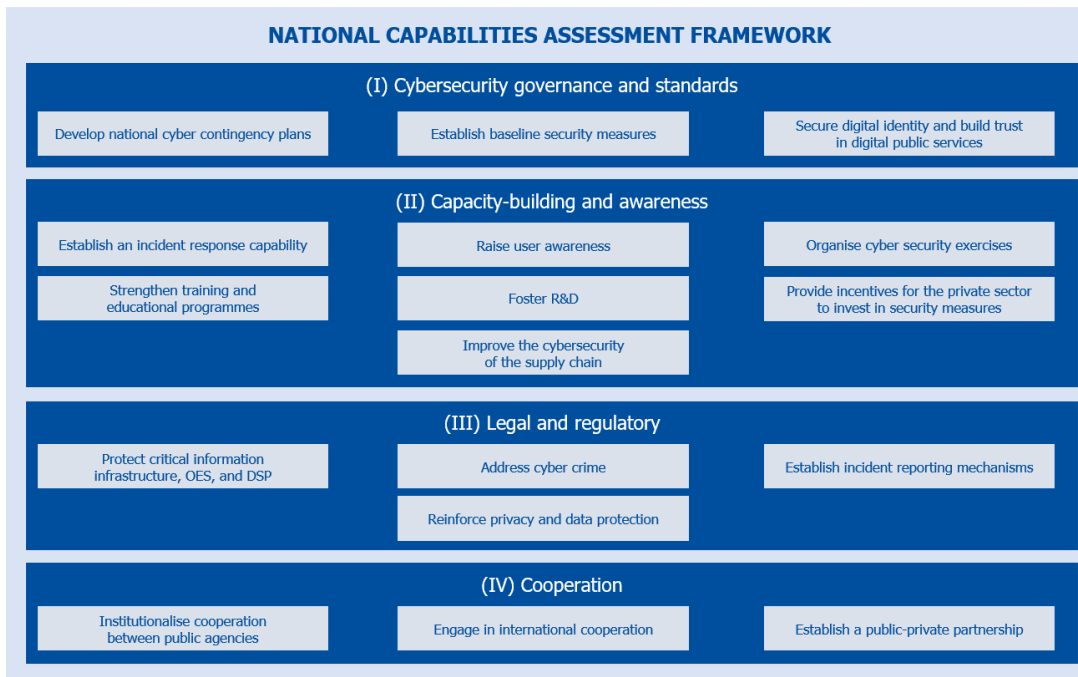 NATIONAL CAPABILITIES ASSESSMENT FRAMEWORK
(I) Cybersecurity governance and standards
Develop national cyber contingency plans
Establish baseline security measures
Secure digital identity and build trust
in digital public services
(II) Capacity-building and awareness
Establish an incident response capability
Raise user awareness
Organise cyber security exercises
Strengthen training and
educational programmes
Foster R&D
Provide incentives for the private sector
to invest in security measures
Improve the cybersecurity
of the supply chain
(III) Legal and regulatory
Protect critical information
infrastructure, OES, and DSP
Address cyber crime
Establish incident reporting mechanisms
Reinforce privacy and data protection
(IV) Cooperation
Institutionalise cooperation
between public agencies
Engage in international cooperation
Establish a public-private partnership